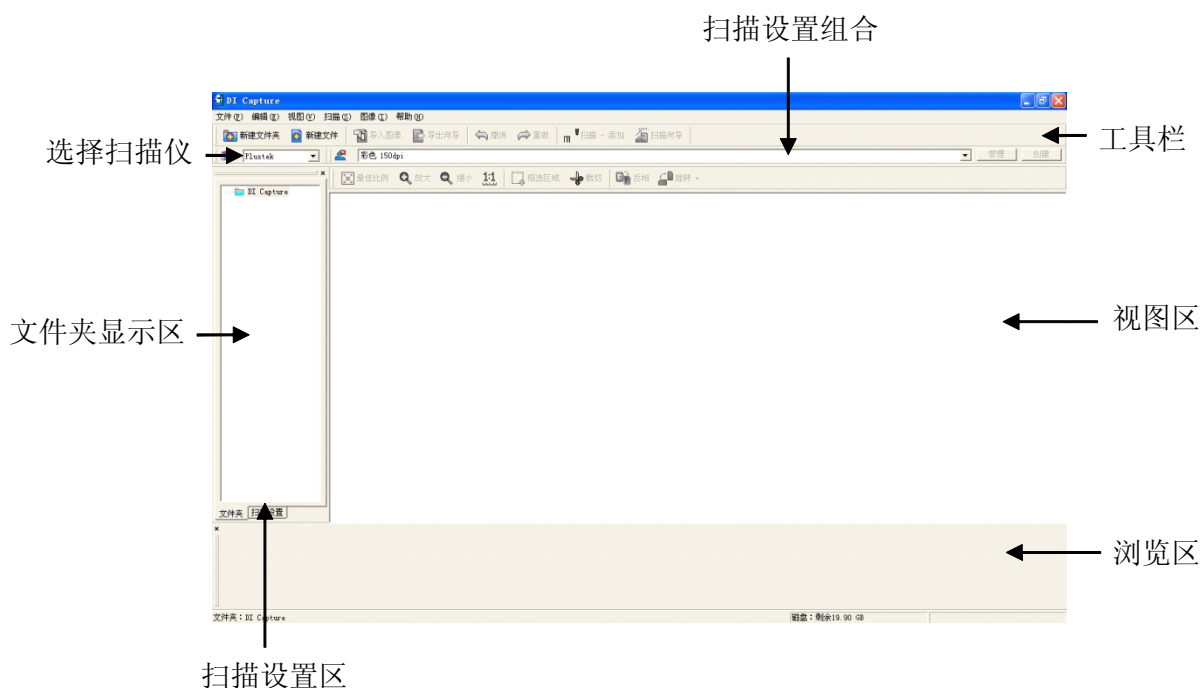 扫描设置组合
DI Capture
文件(F) 编辑(E) 视图(V) 扫描(S) 图像(I) 帮助(H)
新建文件夹 新建文件 导入图像 导出向导 撤消 重做 扫描 - 添加 扫描向导
工具栏
选择扫描仪
Plustek 彩色 150dpi 管理 创建
最佳比例 放大 缩小 1:1 框选区域 裁切 反相 旋转
DI Capture
文件夹显示区
视图区
文件夹 扫描设置
浏览区
文件夹：DI Capture 磁盘：剩余19.90 GB
扫描设置区